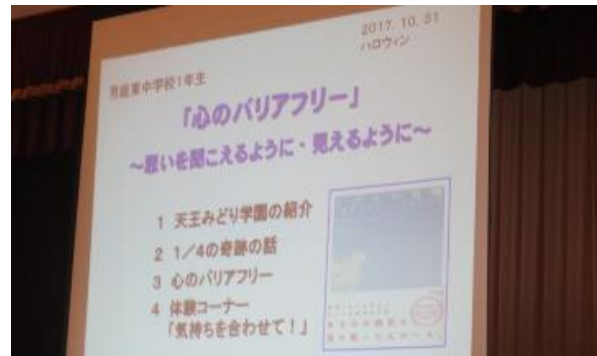 2017.10.31
ハロウィン
男鹿東中学校1年生
「心のバリアフリー」
～思いを聞こえるように・見えるように～
1 天王みどり学園の紹介
2 1/4の奇跡の話
3 心のバリアフリー
4 体験コーナー
「気持ちを合わせて！」